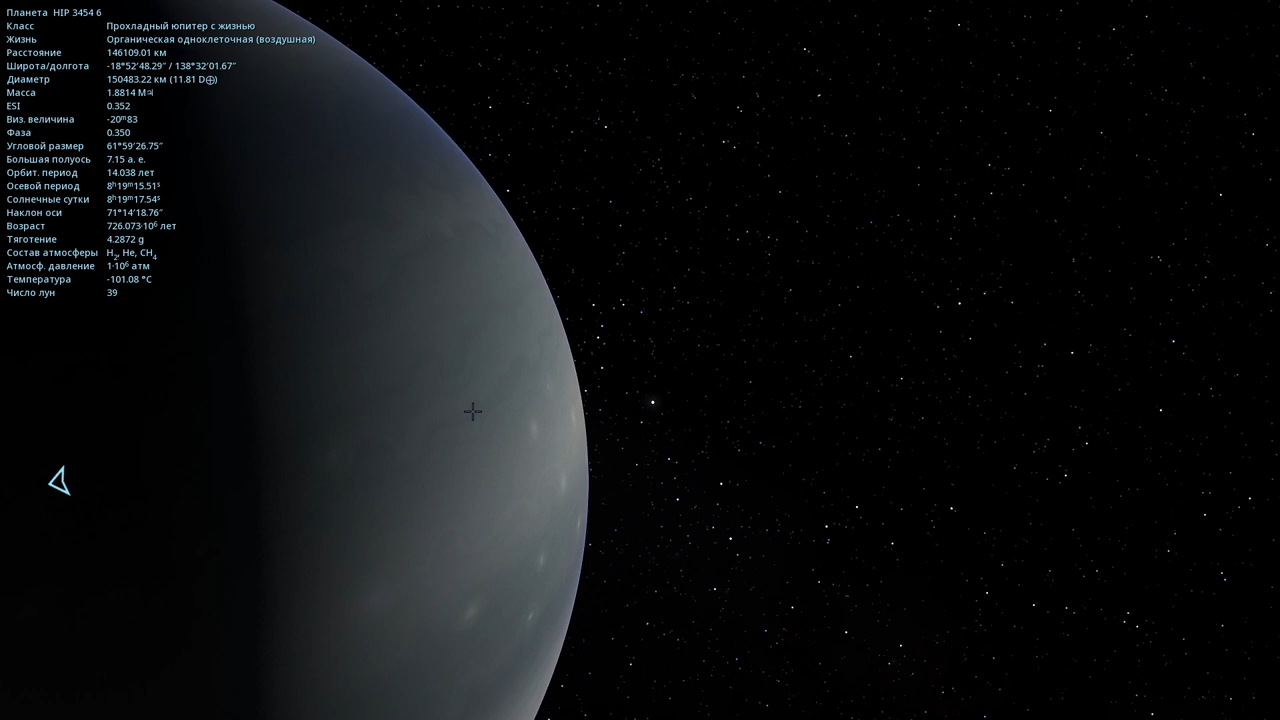 Планета HIP 3454 6
Класс Прохладный юпитер с жизнью
Жизнь Органическая одноклеточная (воздушная)
Расстояние 146109.01 км
Широта/долгота -18°52′48.29″ / 138°32′01.67″
Диаметр 150483.22 км (11.81 D⊕)
Масса 1.8814 M♃
ESI 0.352
Виз. величина -20ᵐ83
Фаза 0.350
Угловой размер 61°59′26.75″
Большая полуось 7.15 а. е.
Орбит. период 14.038 лет
Осевой период 8ʰ19ᵐ15.51ˢ
Солнечные сутки 8ʰ19ᵐ17.54ˢ
Наклон оси 71°14′18.76″
Возраст 726.073·10⁶ лет
Тяготение 4.2872 g
Состав атмосферы H₂, He, CH₄
Атмосф. давление 1·10⁶ атм
Температура -101.08 °C
Число лун 39